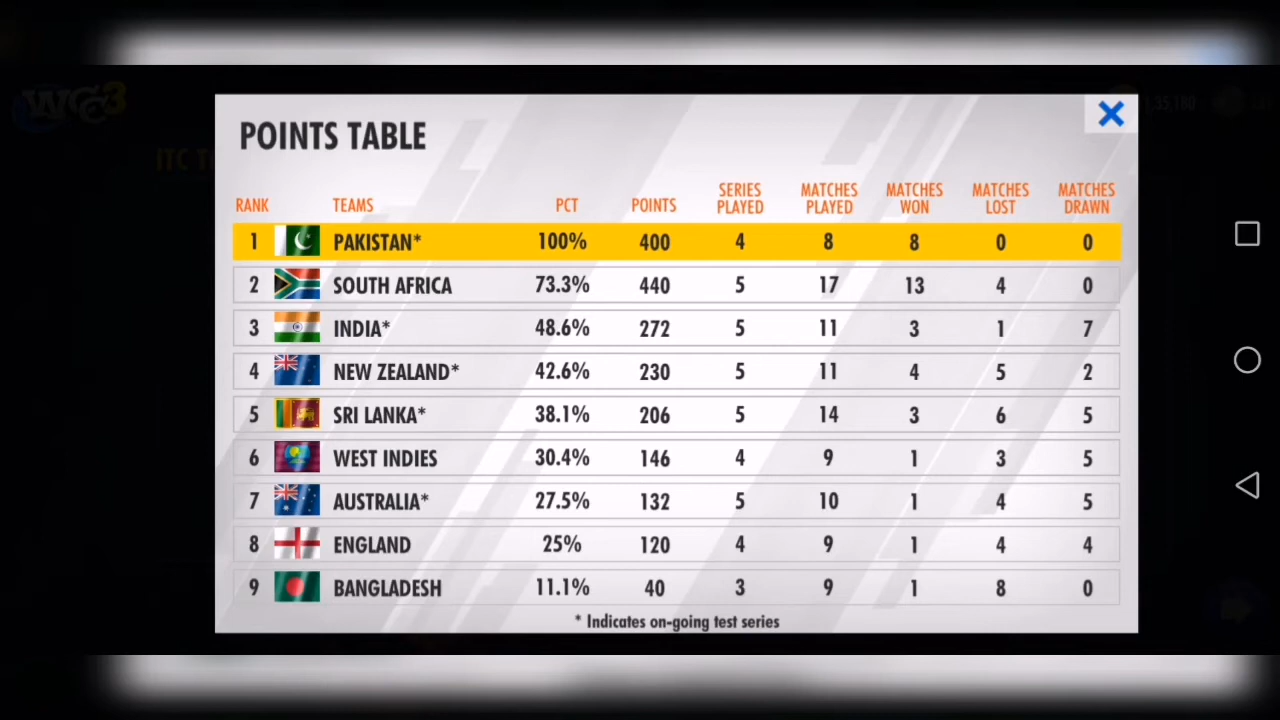 WCC3
POINTS TABLE
RANK TEAMS PCT POINTS SERIES PLAYED MATCHES PLAYED MATCHES WON MATCHES LOST MATCHES DRAWN
1 PAKISTAN* 100% 400 4 8 8 0 0
2 SOUTH AFRICA 73.3% 440 5 17 13 4 0
3 INDIA* 48.6% 272 5 11 3 1 7
4 NEW ZEALAND* 42.6% 230 5 11 4 5 2
5 SRI LANKA* 38.1% 206 5 14 3 6 5
6 WEST INDIES 30.4% 146 4 9 1 3 5
7 AUSTRALIA* 27.5% 132 5 10 1 4 5
8 ENGLAND 25% 120 4 9 1 4 4
9 BANGLADESH 11.1% 40 3 9 1 8 0
* Indicates on-going test series